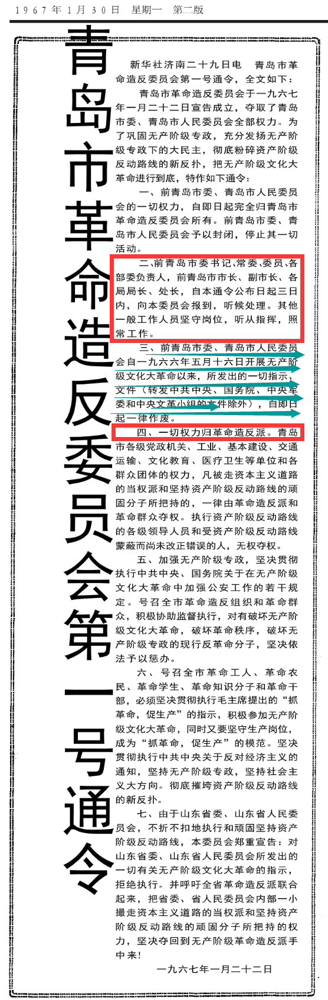 1967年1月30日 星期一 第二版
青岛市革命造反委员会第一号通令
新华社济南二十九日电 青岛市革
命造反委员会第一号通令，全文如下：
青岛市革命造反委员会于一九六七
年一月二十二日宣告成立，夺取了青岛
市委、青岛市人民委员会全部权力。为
了巩固无产阶级专政，充分发扬无产阶
级专政下的大民主，彻底粉碎资产阶级
反动路线的新反扑，把无产阶级文化大
革命进行到底，特作如下通令：
一、前青岛市委、青岛市人民委员
会的一切权力，自即日起完全归青岛市
革命造反委员会所有。前青岛市委、青
岛市人民委员会予以封闭，停止其一切
活动。
二、前青岛市委书记、常委、委员、各
部委负责人，前青岛市市长、副市长、各
局局长、处长，自本通令公布日起三日
内，向本委员会报到，听候处理。其他
一般工作人员坚守岗位，听从指挥，照
常工作。
三、前青岛市委、青岛市人民委员
会自一九六六年五月十六日开展无产阶
级文化大革命以来，所发出的一切指示、
文件（转发中共中央、国务院、中央军
委和中央文革小组的文件除外），自即日
起一律作废。
四、一切权力归革命造反派。青岛
市各级党政机关、工业、基本建设、交通
运输、文化教育、医疗卫生等单位和各
群众团体的权力，凡被走资本主义道路
的当权派和坚持资产阶级反动路线的顽
固分子所把持的，一律由革命造反派和
革命群众夺权。执行资产阶级反动路线
的各级领导人员和受资产阶级反动路线
蒙蔽而尚未改正错误的人，无权夺权。
五、加强无产阶级专政，坚决贯彻
执行中共中央、国务院关于在无产阶级
文化大革命中加强公安工作的若干规
定。号召全市革命造反组织和革命群
众，积极协助监督执行，对有破坏无产阶
级文化大革命，破坏革命秩序，破坏无
产阶级专政的现行反革命分子，坚决依
法予以惩办。
六、号召全市革命工人、革命农
民、革命学生、革命知识分子和革命干
部，必须坚决贯彻执行毛主席提出的“抓
革命，促生产”的指示，积极参加无产阶
级文化大革命，同时又要坚守生产岗位，
成为“抓革命，促生产”的模范。坚决
贯彻执行中共中央关于反对经济主义的
通知，坚持无产阶级专政，坚持社会主
义大方向。彻底摧垮资产阶级反动路线
的新反扑。
七、由于山东省委、山东省人民委
员会，不折不扣地执行和顽固坚持资产
阶级反动路线，本委员会郑重宣告：对
山东省委、山东省人民委员会所发出的
一切有关无产阶级文化大革命的指示，
拒绝执行。并呼吁全省革命造反派联合
起来，把省委、省人民委员会内部一小
撮走资本主义道路的当权派和坚持资产
阶级反动路线的顽固分子所把持的权
力，坚决夺回到无产阶级革命造反派手
中来！
一九六七年一月二十二日